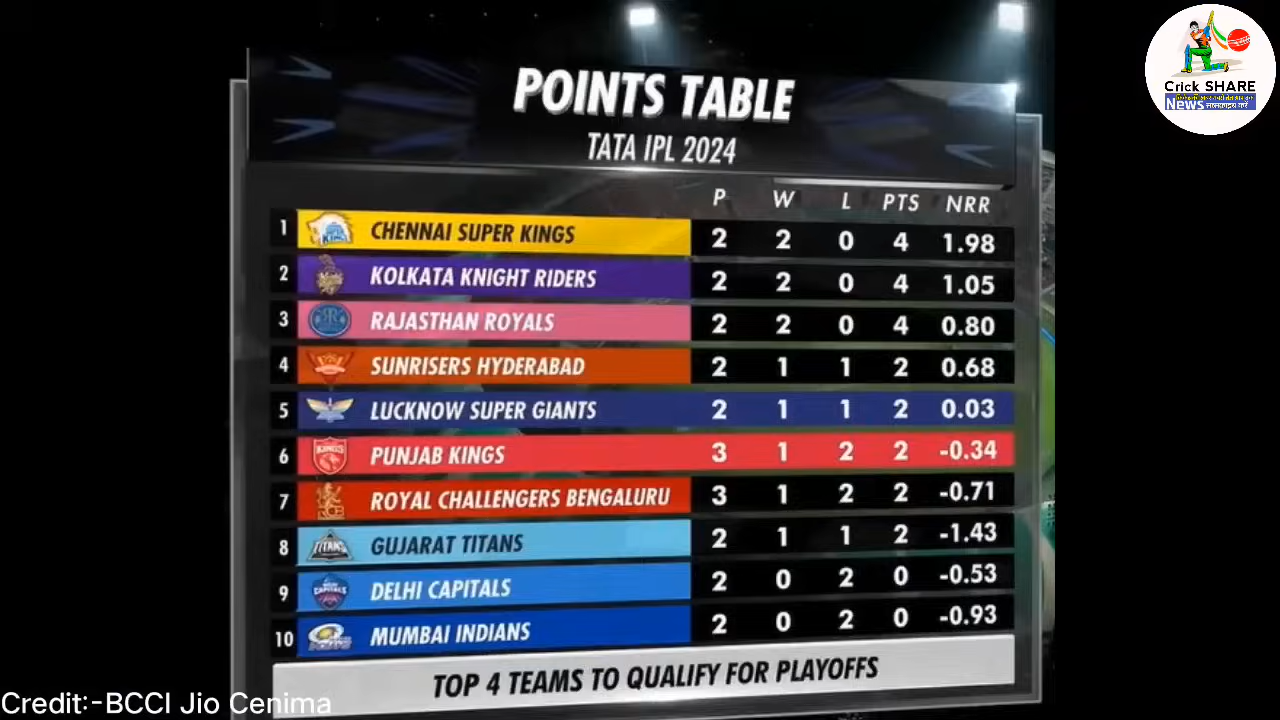 Crick SHARE
News
POINTS TABLE
TATA IPL 2024
P W L PTS NRR
1 CHENNAI SUPER KINGS 2 2 0 4 1.98
2 KOLKATA KNIGHT RIDERS 2 2 0 4 1.05
3 RAJASTHAN ROYALS 2 2 0 4 0.80
4 SUNRISERS HYDERABAD 2 1 1 2 0.68
5 LUCKNOW SUPER GIANTS 2 1 1 2 0.03
6 KINGS PUNJAB KINGS 3 1 2 2 -0.34
7 RCB ROYAL CHALLENGERS BENGALURU 3 1 2 2 -0.71
8 TITANS GUJARAT TITANS 2 1 1 2 -1.43
9 CAPITALS DELHI CAPITALS 2 0 2 0 -0.53
10 MUMBAI INDIANS 2 0 2 0 -0.93
TOP 4 TEAMS TO QUALIFY FOR PLAYOFFS
Credit:-BCCI Jio Cenima